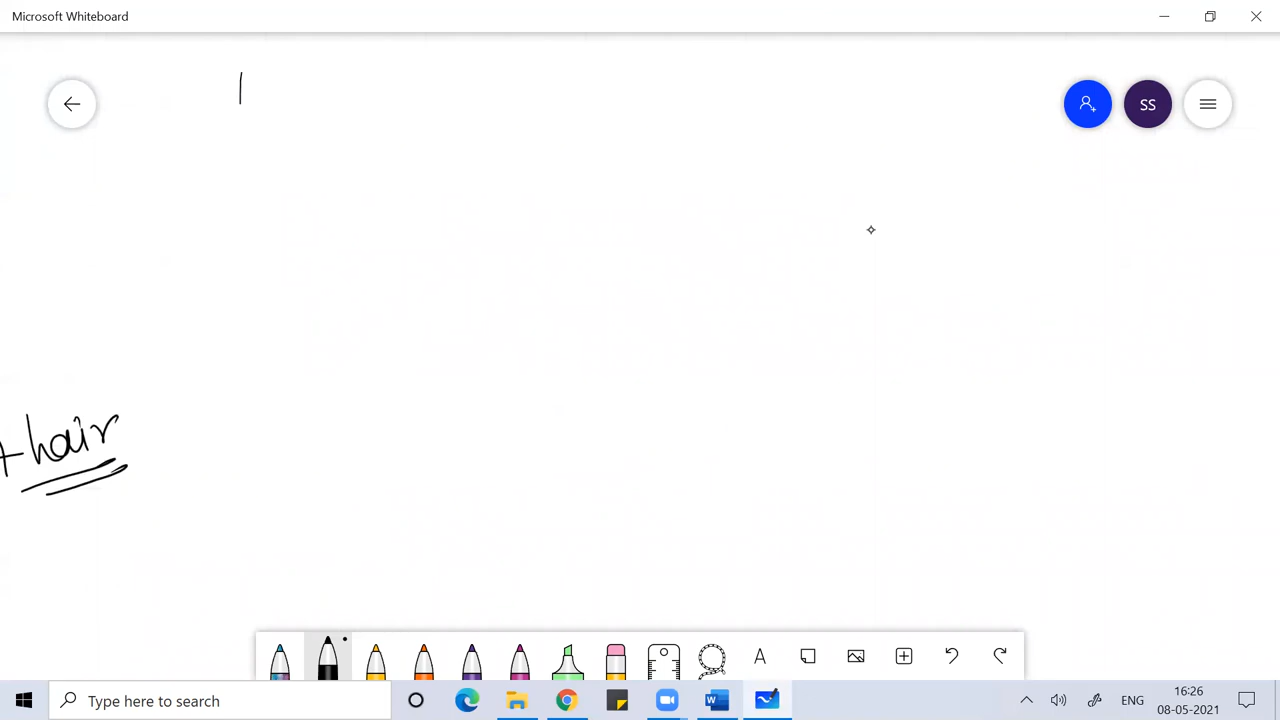 Microsoft Whiteboard
SS
+hair
A
Type here to search
ENG
16:26
08-05-2021